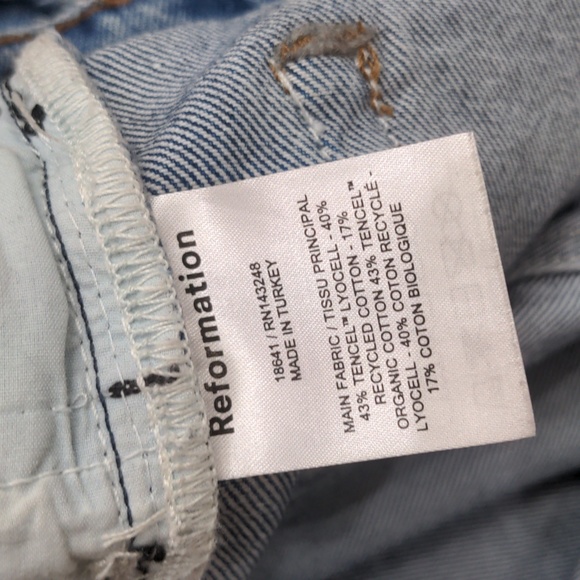 Reformation
18641 / RN143248
MADE IN TURKEY
MAIN FABRIC / TISSU PRINCIPAL
43% TENCEL™ LYOCELL - 40%
RECYCLED COTTON - 17%
ORGANIC COTTON 43% TENCEL™
LYOCELL - 40% COTON RECYCLÉ -
17% COTON BIOLOGIQUE